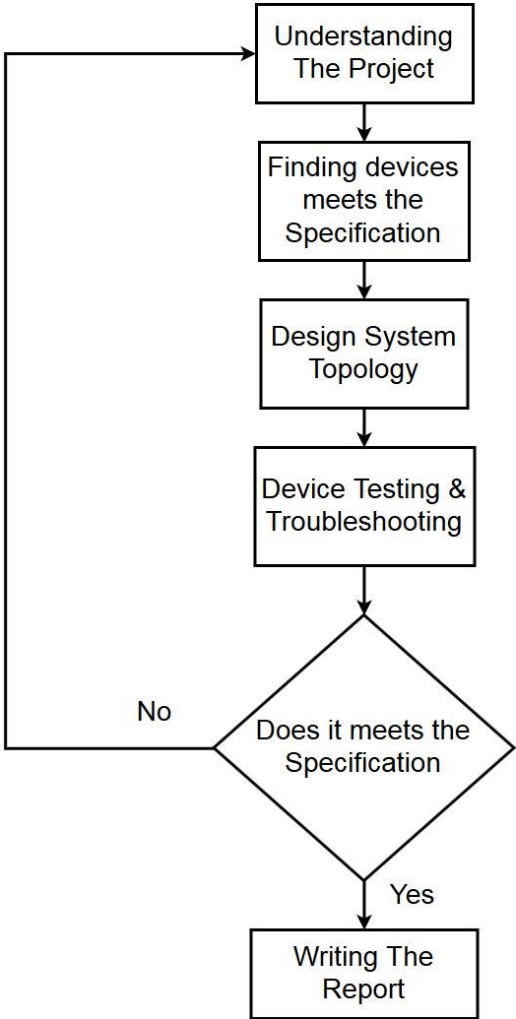 Understanding
The Project
Finding devices
meets the
Specification
Design System
Topology
Device Testing &
Troubleshooting
No
Does it meets the
Specification
Yes
Writing The
Report